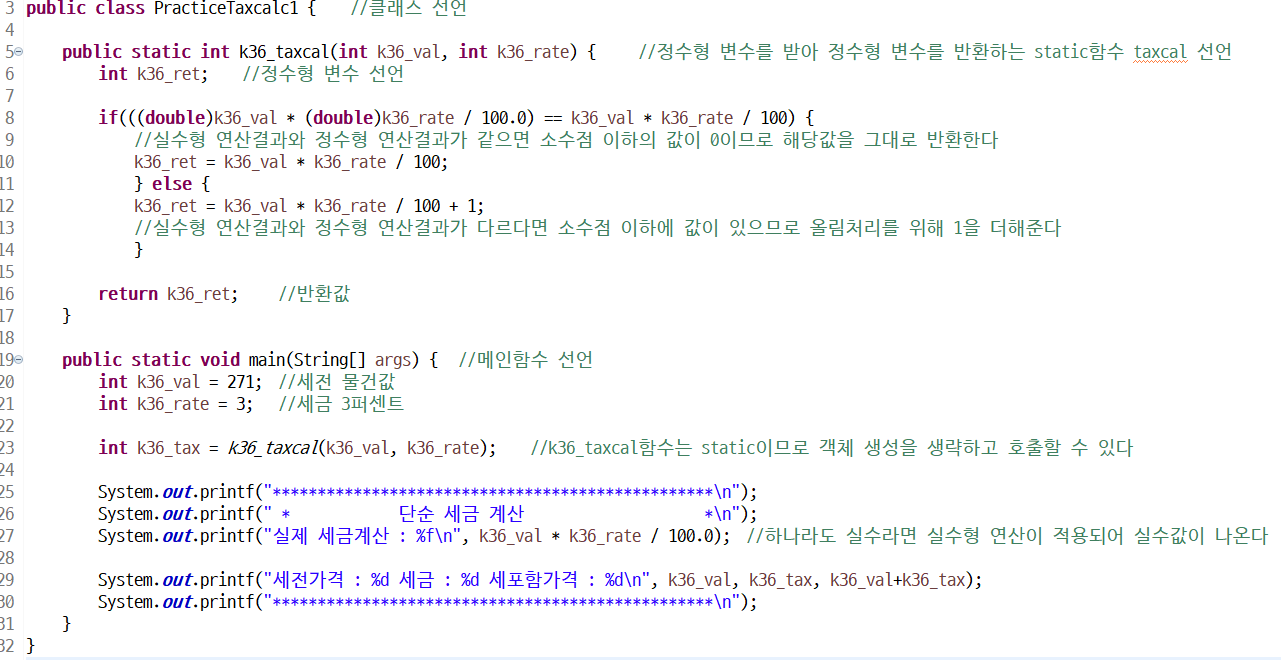 3 public class PracticeTaxcalc1 {   //클래스 선언
4
5     public static int k36_taxcal(int k36_val, int k36_rate) {    //정수형 변수를 받아 정수형 변수를 반환하는 static함수 taxcal 선언
6         int k36_ret;   //정수형 변수 선언
7
8         if(((double)k36_val * (double)k36_rate / 100.0) == k36_val * k36_rate / 100) {
9             //실수형 연산결과와 정수형 연산결과가 같으면 소수점 이하의 값이 0이므로 해당값을 그대로 반환한다
10             k36_ret = k36_val * k36_rate / 100;
11             } else {
12             k36_ret = k36_val * k36_rate / 100 + 1;
13             //실수형 연산결과와 정수형 연산결과가 다르다면 소수점 이하에 값이 있으므로 올림처리를 위해 1을 더해준다
14             }
15
16         return k36_ret;    //반환값
17     }
18
19     public static void main(String[] args) {  //메인함수 선언
20         int k36_val = 271;  //세전 물건값
21         int k36_rate = 3;   //세금 3퍼센트
22
23         int k36_tax = k36_taxcal(k36_val, k36_rate);    //k36_taxcal함수는 static이므로 객체 생성을 생략하고 호출할 수 있다
24
25         System.out.printf("*************************************************\n");
26         System.out.printf(" *            단순 세금 계산                    *\n");
27         System.out.printf("실제 세금계산 : %f\n", k36_val * k36_rate / 100.0);  //하나라도 실수라면 실수형 연산이 적용되어 실수값이 나온다
28
29         System.out.printf("세전가격 : %d 세금 : %d 세포함가격 : %d\n", k36_val, k36_tax, k36_val+k36_tax);
30         System.out.printf("*************************************************\n");
31     }
32 }